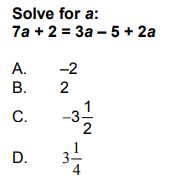 Solve for a:
7a + 2 = 3a – 5 + 2a
A. –2
B. 2
C. -3 1/2
D. 3 1/4